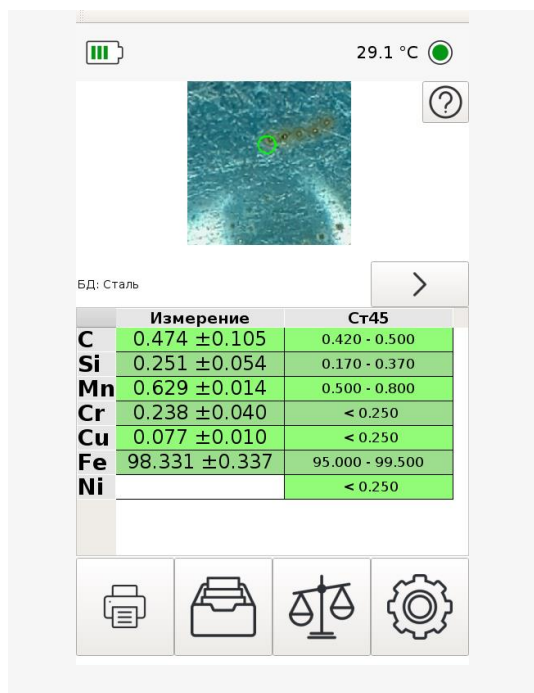 29.1 °C
?
БД: Сталь
Измерение Ст45
C 0.474 ±0.105 0.420 - 0.500
Si 0.251 ±0.054 0.170 - 0.370
Mn 0.629 ±0.014 0.500 - 0.800
Cr 0.238 ±0.040 < 0.250
Cu 0.077 ±0.010 < 0.250
Fe 98.331 ±0.337 95.000 - 99.500
Ni < 0.250